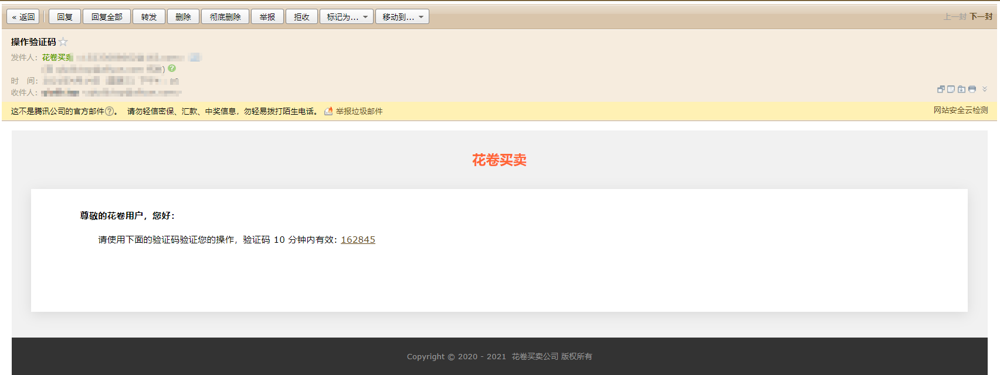 « 返回 回复 回复全部 转发 删除 彻底删除 举报 拒收 标记为... 移动到... 上一封 下一封
操作验证码
发件人：花卷买卖
时 间：
收件人：
这不是腾讯公司的官方邮件?。 请勿轻信密保、汇款、中奖信息，勿轻易拨打陌生电话。 举报垃圾邮件 网站安全云检测
花卷买卖
尊敬的花卷用户，您好：
请使用下面的验证码验证您的操作，验证码 10 分钟内有效：162845
Copyright © 2020 - 2021 花卷买卖公司 版权所有